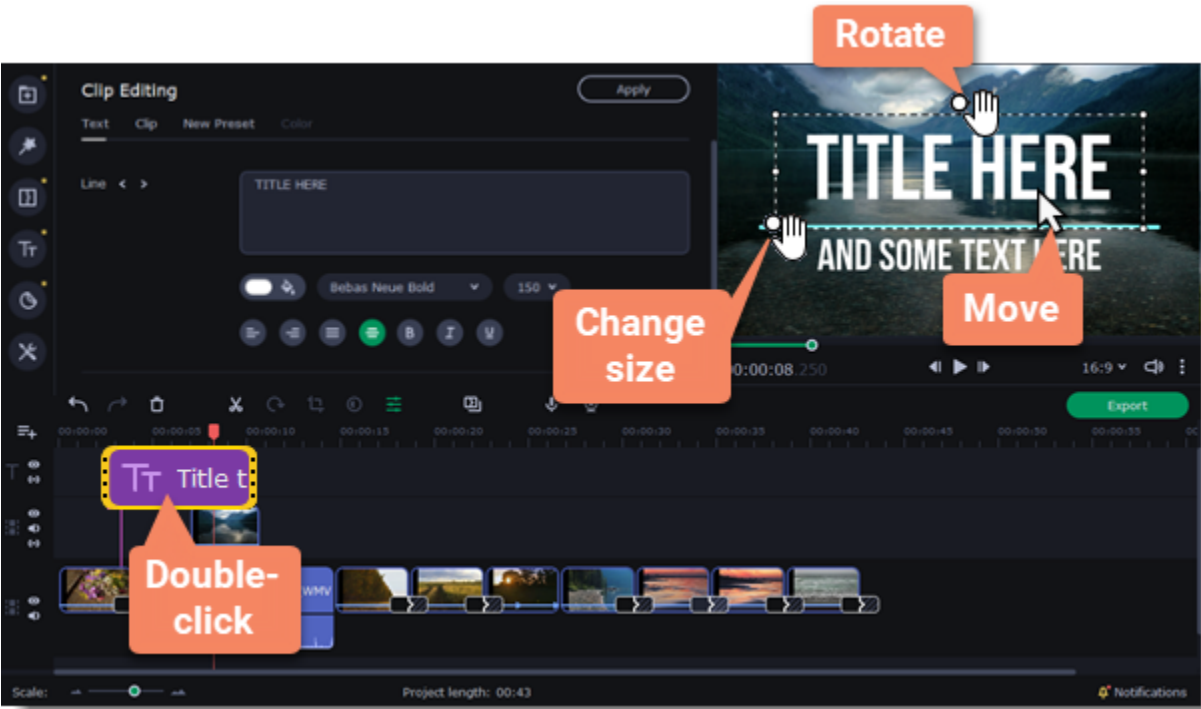 Rotate
Clip Editing
Apply
Text Clip New Preset Color
Line < >
TITLE HERE
TITLE HERE
AND SOME TEXT HERE
Move
Bebas Neue Bold 150
B I U
Change
size
0:00:08.250
16:9
Export
00:00:00 00:00:05 00:00:10 00:00:15 00:00:20 00:00:25 00:00:30 00:00:35 00:00:40 00:00:45 00:00:50 00:00:55
Title t
Double-
click
WMV
Scale:
Project length: 00:43
Notifications